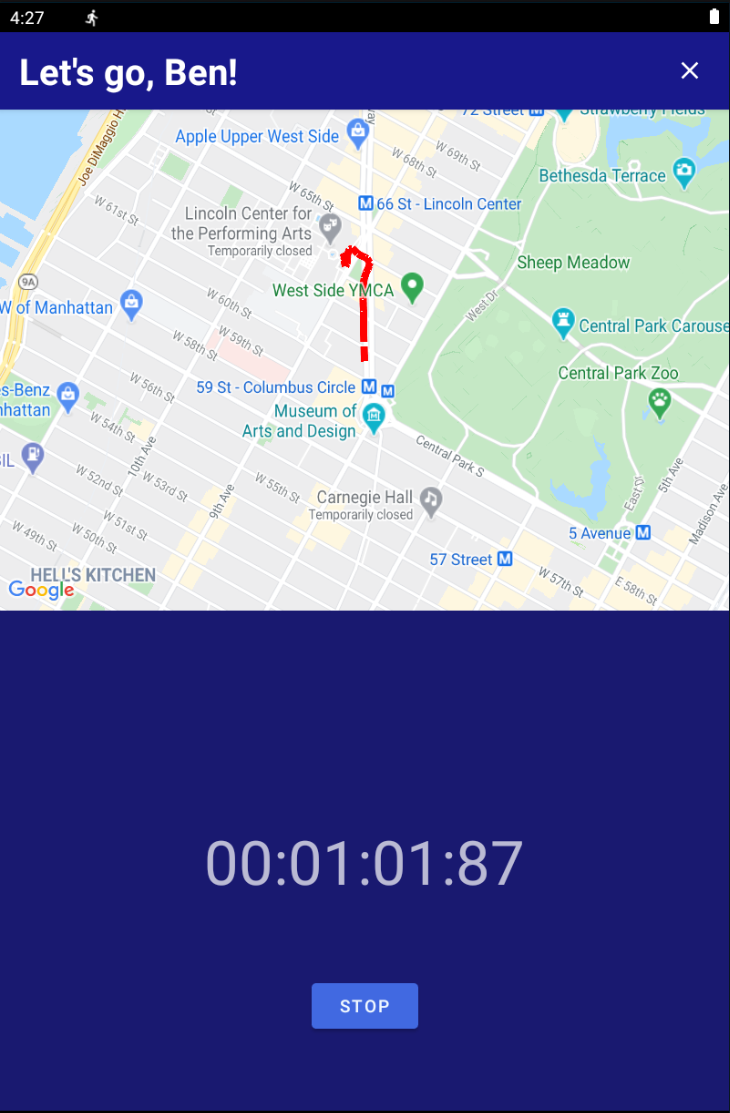 4:27
Let's go, Ben!
72 Street
Strawberry Fields
Joe DiMaggio H
Apple Upper West Side
W 68th St
W 69th St
Bethesda Terrace
W 65th St
W 61st St
66 St - Lincoln Center
Lincoln Center for
the Performing Arts
Temporarily closed
Sheep Meadow
9A
West Side YMCA
W of Manhattan
W 60th St
West Dr
Central Park Carouse
W 59th St
W 58th St
Central Park Zoo
59 St - Columbus Circle
W 56th St
es-Benz
nhattan
Museum of
Arts and Design
W 54th St
10th Ave
Central Park S
5th Ave
W 52nd St
W 53rd St
W 55th St
9th Ave
Carnegie Hall
Temporarily closed
East Dr
Madison Ave
W 49th St
W 50th St
W 51st St
5 Avenue
57 Street
W 57th St
E 58th St
HELL'S KITCHEN
Google
00:01:01:87
STOP